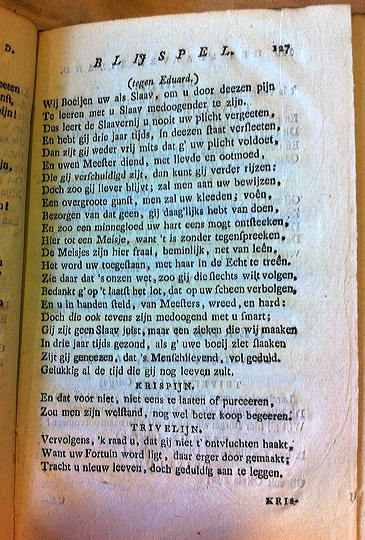 BLIJSPEL. 127
(tegen Eduard,)
Wij Boeijen uw als Slaav, om u door deezen pijn
Te leeren met u Slaav medoogender te zijn.
Dus leert de Slaavernij u nooit uw plicht vergeeten,
En hebt gij drie jaar tijds, in deezen ſtaat verſleeten,
Dan zijt gij weder vrij mits dat g' uw plicht voldoet,
En uwen Meeſter diend, met lievde en ootmoed,
Die gij verſchuldigd zijt, dan kunt gij verder rijzen:
Doch zoo gij liever blijvt; zal men aan uw bewijzen,
Een overgroote gunſt, men zal uw kleeden; voên,
Bezorgen van dat geen, gij daag'lijks hebt van doen,
En zoo een minnegloed uw hart eens mogt ontſteeken,
Hier tot een Meisje, want 't is zonder tegenſpreeken,
De Meisjes zijn hier fraai, beminlijk, net van leên,
Het word uw toegeſtaan, met haar in de Echt te treên.
Zie daar dat 's onzen wet, zoo gij die ſlechts wilt volgen,
Bedankt g' op 't laatſt het lot, dat op uw ſcheen verbolgen,
En u in handen ſteld, van Meeſters, wreed, en hard:
Doch die ook tevens zijn medoogend met u ſmart;
Gij zijt geen Slaav juiſt, maar een zieken die wij maaken
In drie jaar tijds gezond, als g' uwe boeij ziet ſlaaken
Zijt gij geneezen, dat 's Menſchlievend, vol geduld.
Gelukkig al de tijd die gij nog leeven zult.
KRISPIJN.
En dat voor niet, niet eens te laaten of purceeren,
Zou men zijn welſtand, nog wel beter koop begeeren.
TRIVELIJN.
Vervolgens, 'k raad u, dat gij niet t' ontvluchten haakt,
Want uw Fortuin word ligt, daar erger door gemaakt;
Tracht u nieuw leeven, doch geduldig aan te leggen.
KRIS-